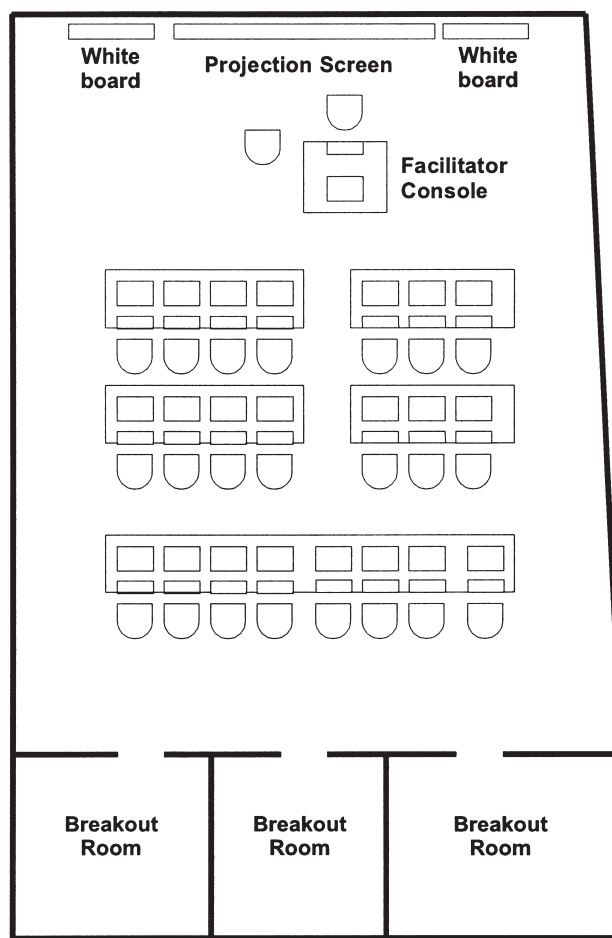 White
board
Projection Screen
White
board
Facilitator
Console
Breakout
Room
Breakout
Room
Breakout
Room